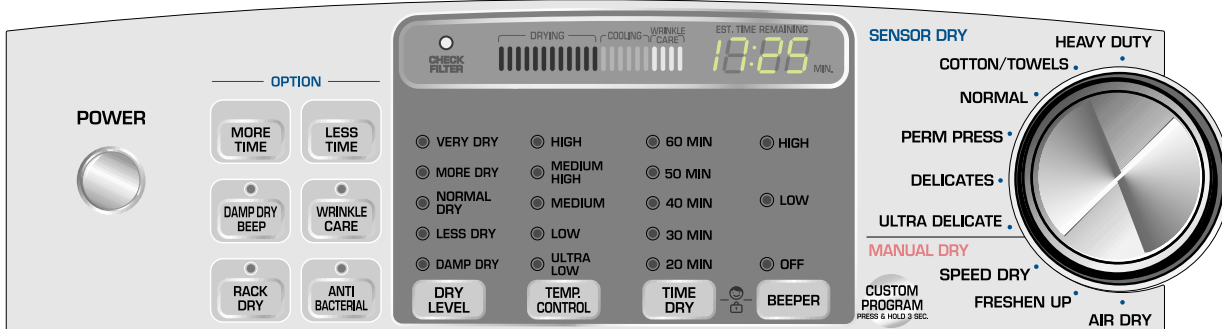 POWER
OPTION
MORE
TIME
LESS
TIME
DAMP DRY
BEEP
WRINKLE
CARE
RACK
DRY
ANTI
BACTERIAL
CHECK
FILTER
DRYING
COOLING
WRINKLE
CARE
EST. TIME REMAINING
17:25
MIN.
VERY DRY
MORE DRY
NORMAL
DRY
LESS DRY
DAMP DRY
DRY
LEVEL
HIGH
MEDIUM
HIGH
MEDIUM
LOW
ULTRA
LOW
TEMP.
CONTROL
60 MIN
50 MIN
40 MIN
30 MIN
20 MIN
TIME
DRY
HIGH
LOW
OFF
BEEPER
SENSOR DRY
HEAVY DUTY
COTTON/TOWELS
NORMAL
PERM PRESS
DELICATES
ULTRA DELICATE
MANUAL DRY
SPEED DRY
FRESHEN UP
AIR DRY
CUSTOM
PROGRAM
PRESS & HOLD 3 SEC.